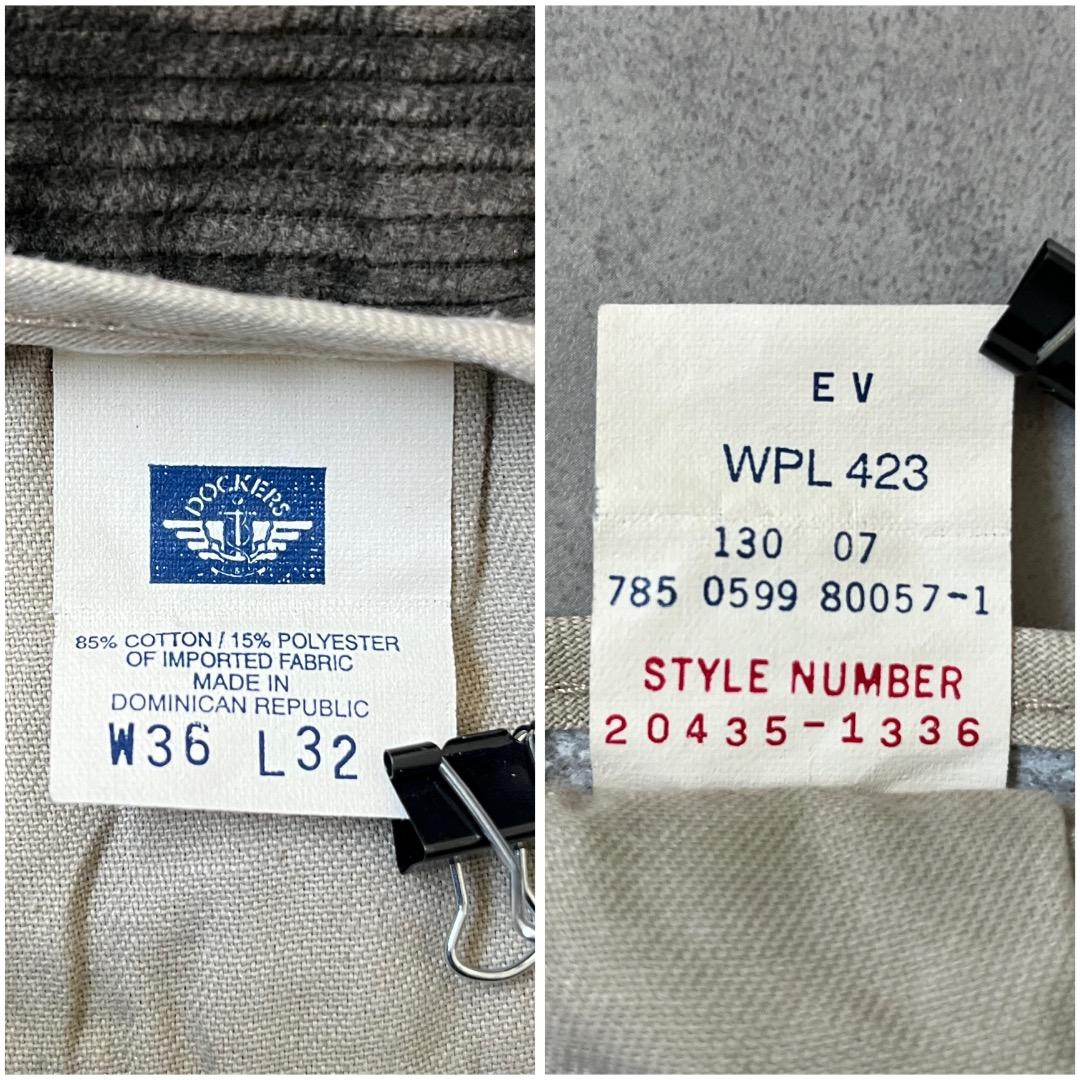 DOCKERS
85% COTTON / 15% POLYESTER
OF IMPORTED FABRIC
MADE IN
DOMINICAN REPUBLIC
W36 L32
EV
WPL 423
130 07
785 0599 80057-1
STYLE NUMBER
20435-1336